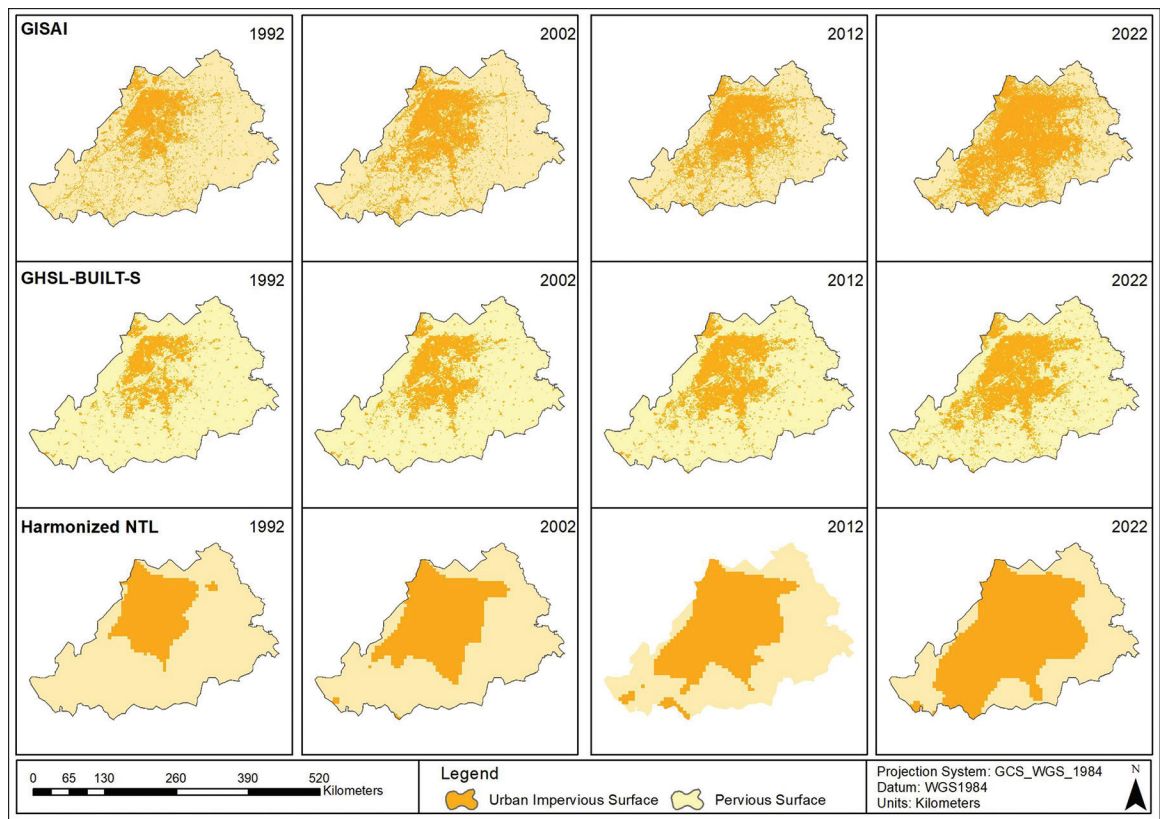 GISAI
1992
2002
2012
2022
GHSL-BUILT-S
1992
2002
2012
2022
Harmonized NTL
1992
2002
2012
2022
0 65 130 260 390 520
Kilometers
Legend
Urban Impervious Surface
Pervious Surface
Projection System: GCS_WGS_1984
Datum: WGS1984
Units: Kilometers
N